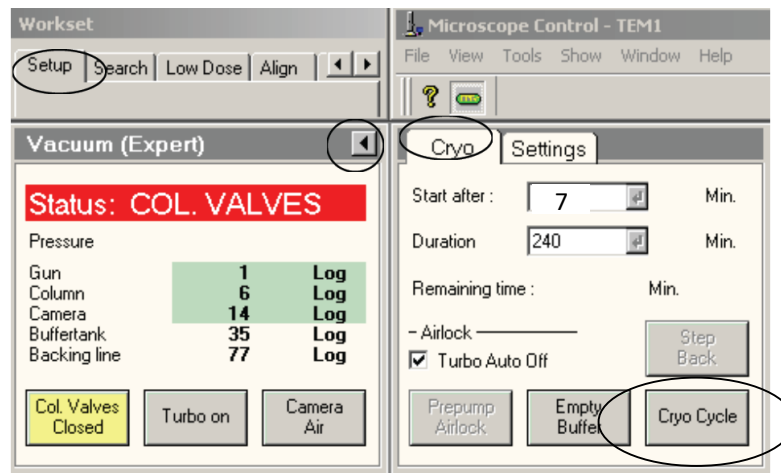 Workset
Setup Search Low Dose Align
Microscope Control - TEM1
File View Tools Show Window Help
Vacuum (Expert)
Status: COL. VALVES
Pressure
Gun 1 Log
Column 6 Log
Camera 14 Log
Buffertank 35 Log
Backing line 77 Log
Col. Valves
Closed
Turbo on
Camera
Air
Cryo Settings
Start after : 7 Min.
Duration 240 Min.
Remaining time : Min.
Airlock
Turbo Auto Off
Step
Back
Prepump
Airlock
Empty
Buffer
Cryo Cycle